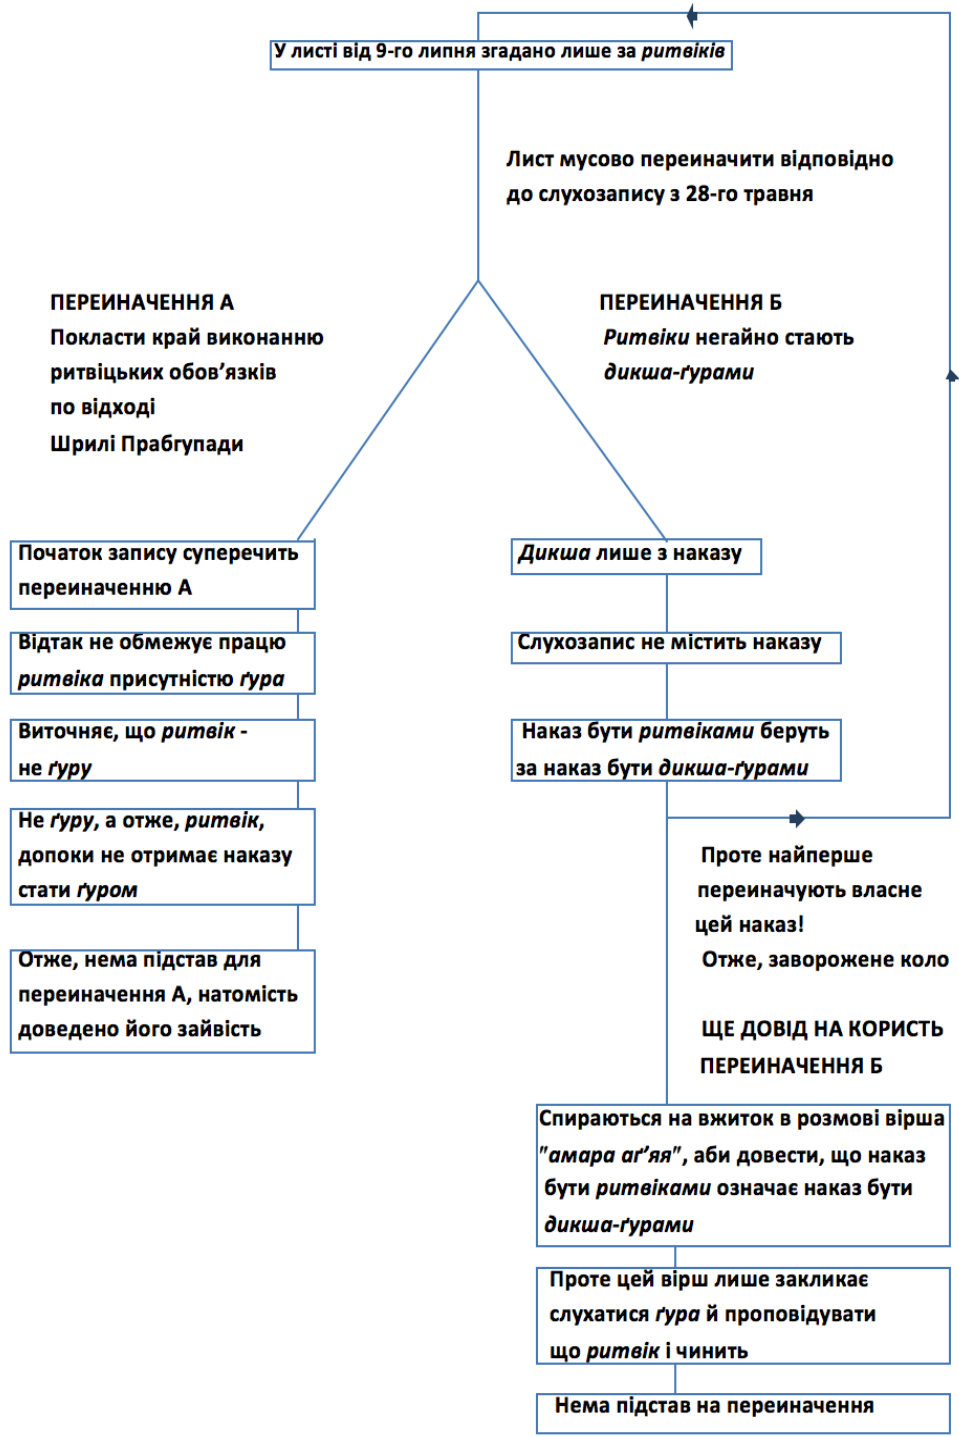 У листі від 9-го липня згадано лише за ритвіків
Лист мусово переиначити відповідно
до слухозапису з 28-го травня
ПЕРЕИНАЧЕННЯ А
Покласти край виконанню
ритвіцьких обов’язків
по відході
Шрилі Прабгупади
ПЕРЕИНАЧЕННЯ Б
Ритвіки негайно стають
дикша-ґурами
Початок запису суперечить
переиначенню А
Відтак не обмежує працю
ритвіка присутністю ґура
Виточняє, що ритвік -
не ґуру
Не ґуру, а отже, ритвік,
допоки не отримає наказу
стати ґуром
Отже, нема підстав для
переиначення А, натомість
доведено його зайвість
Дикша лише з наказу
Слухозапис не містить наказу
Наказ бути ритвіками беруть
за наказ бути дикша-ґурами
Проте найперше
переиначують власне
цей наказ!
Отже, заворожене коло
ЩЕ ДОВІД НА КОРИСТЬ
ПЕРЕИНАЧЕННЯ Б
Спираються на вжиток в розмові вірша
"амара аґ’яя", аби довести, що наказ
бути ритвіками означає наказ бути
дикша-ґурами
Проте цей вірш лише закликає
слухатися ґура й проповідувати
що ритвік і чинить
Нема підстав на переиначення